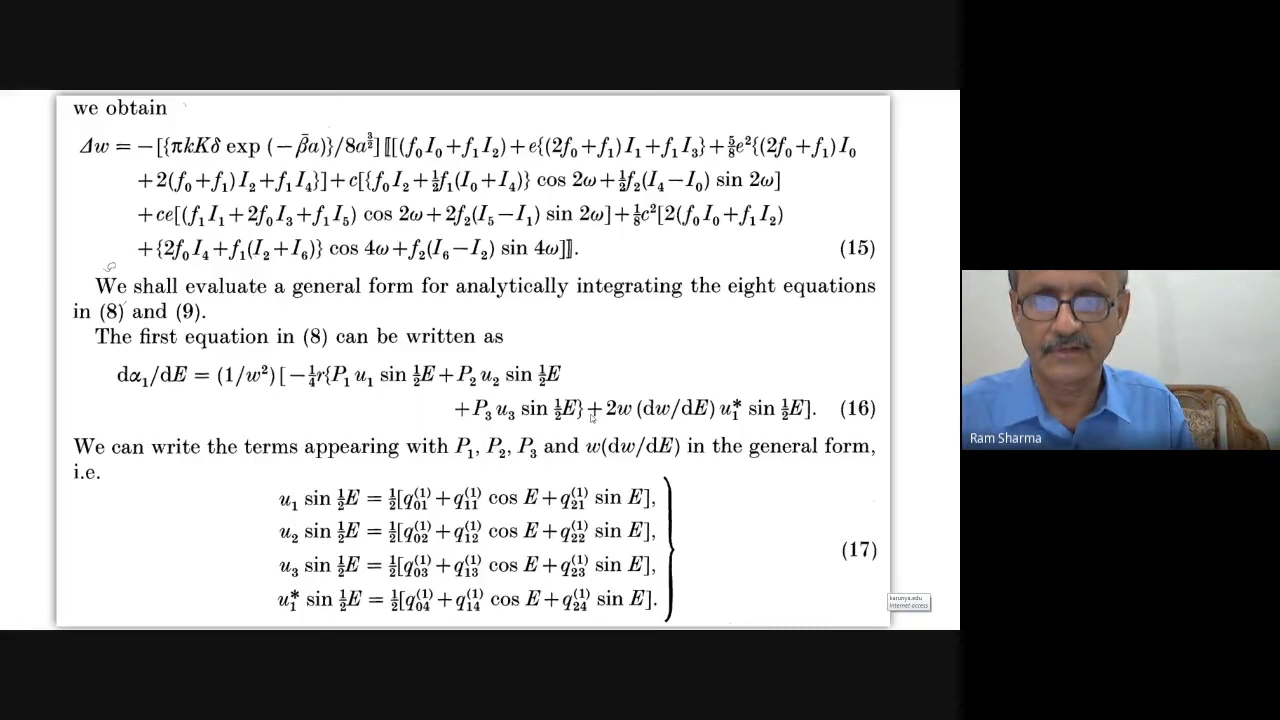 we obtain
Δw = −[{πkKδ exp (−β̄a)}/8a^{3/2}] ⟦[(f₀I₀+f₁I₂)+e{(2f₀+f₁)I₁+f₁I₃}+⅝e²{(2f₀+f₁)I₀
+2(f₀+f₁)I₂+f₁I₄}]+c[{f₀I₂+½f₁(I₀+I₄)} cos 2ω+½f₂(I₄−I₀) sin 2ω]
+ce[(f₁I₁+2f₀I₃+f₁I₅) cos 2ω+2f₂(I₅−I₁) sin 2ω]+⅛c²[2(f₀I₀+f₁I₂)
+{2f₀I₄+f₁(I₂+I₆)} cos 4ω+f₂(I₆−I₂) sin 4ω]⟧. (15)
We shall evaluate a general form for analytically integrating the eight equations
in (8) and (9).
The first equation in (8) can be written as
dα₁/dE = (1/w²) [−¼r{P₁u₁ sin ½E+P₂u₂ sin ½E
+P₃u₃ sin ½E}+2w (dw/dE) u₁* sin ½E]. (16)
We can write the terms appearing with P₁, P₂, P₃ and w(dw/dE) in the general form,
i.e.
u₁ sin ½E = ½[q₀₁⁽¹⁾+q₁₁⁽¹⁾ cos E+q₂₁⁽¹⁾ sin E],
u₂ sin ½E = ½[q₀₂⁽¹⁾+q₁₂⁽¹⁾ cos E+q₂₂⁽¹⁾ sin E],
u₃ sin ½E = ½[q₀₃⁽¹⁾+q₁₃⁽¹⁾ cos E+q₂₃⁽¹⁾ sin E],
(17)
u₁* sin ½E = ½[q₀₄⁽¹⁾+q₁₄⁽¹⁾ cos E+q₂₄⁽¹⁾ sin E].
karunya.edu
Internet access
Ram Sharma